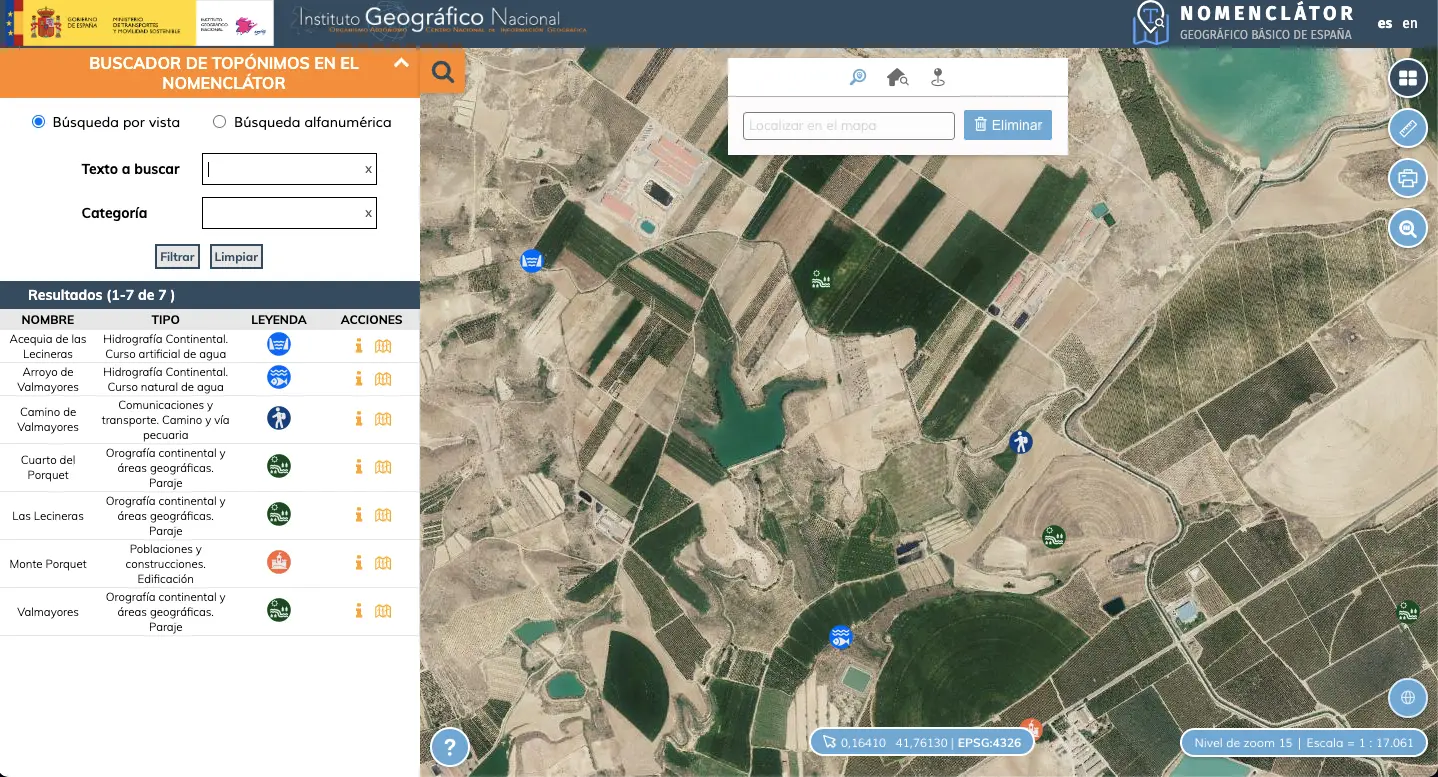 GOBIERNO
DE ESPAÑA
MINISTERIO
DE TRANSPORTES
Y MOVILIDAD SOSTENIBLE
INSTITUTO
GEOGRÁFICO
NACIONAL
Instituto Geográfico Nacional
Organismo Autónomo Centro Nacional de Información Geográfica
NOMENCLÁTOR
GEOGRÁFICO BÁSICO DE ESPAÑA
es en
BUSCADOR DE TOPÓNIMOS EN EL
NOMENCLÁTOR
Búsqueda por vista Búsqueda alfanumérica
Texto a buscar x
Categoría x
Filtrar Limpiar
Resultados (1-7 de 7 )
NOMBRE TIPO LEYENDA ACCIONES
Acequia de las
Lecineras
Hidrografía Continental.
Curso artificial de agua
Arroyo de
Valmayores
Hidrografía Continental.
Curso natural de agua
Camino de
Valmayores
Comunicaciones y
transporte. Camino y vía
pecuaria
Cuarto del
Porquet
Orografía continental y
áreas geográficas.
Paraje
Las Lecineras
Orografía continental y
áreas geográficas.
Paraje
Monte Porquet
Poblaciones y
construcciones.
Edificación
Valmayores
Orografía continental y
áreas geográficas.
Paraje
Localizar en el mapa
Eliminar
?
0,16410 41,76130 | EPSG:4326
Nivel de zoom 15 | Escala = 1 : 17.061